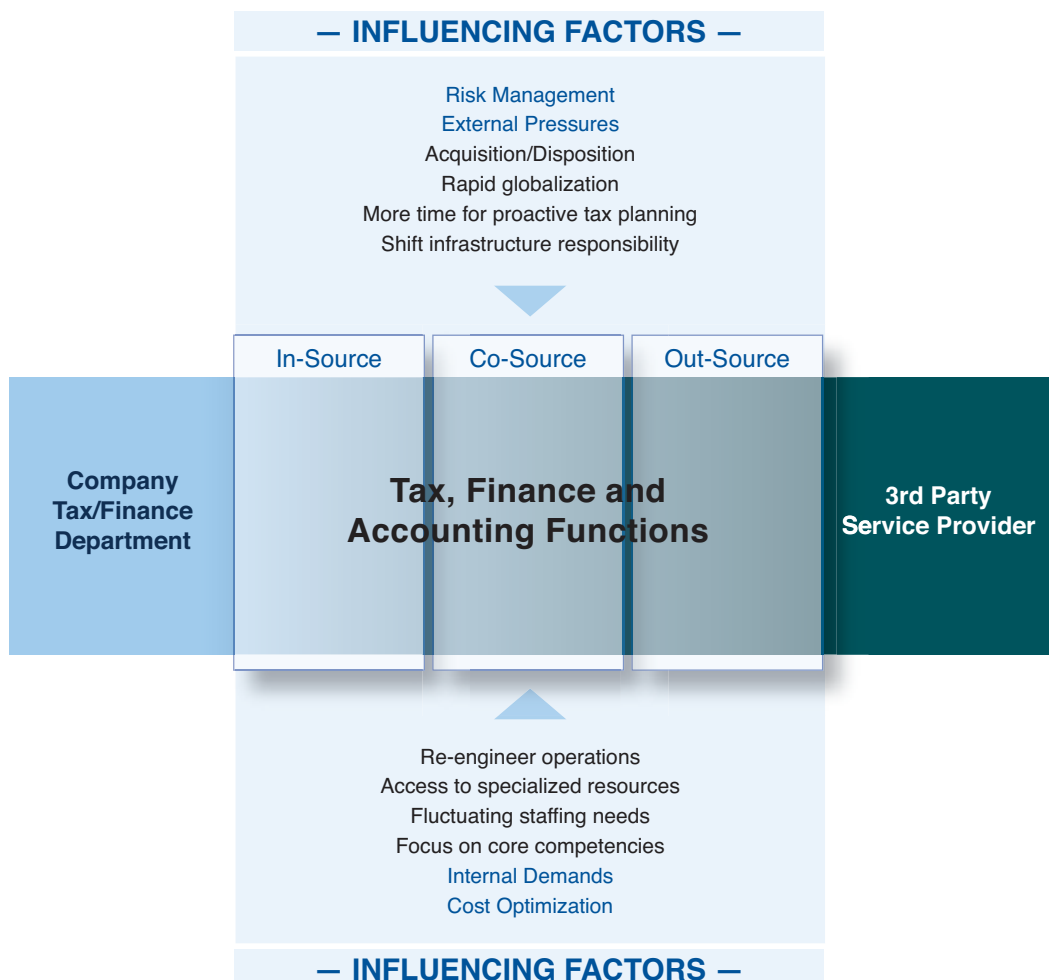 — INFLUENCING FACTORS —
Risk Management
External Pressures
Acquisition/Disposition
Rapid globalization
More time for proactive tax planning
Shift infrastructure responsibility
In-Source
Co-Source
Out-Source
Company
Tax/Finance
Department
Tax, Finance and
Accounting Functions
3rd Party
Service Provider
Re-engineer operations
Access to specialized resources
Fluctuating staffing needs
Focus on core competencies
Internal Demands
Cost Optimization
— INFLUENCING FACTORS —